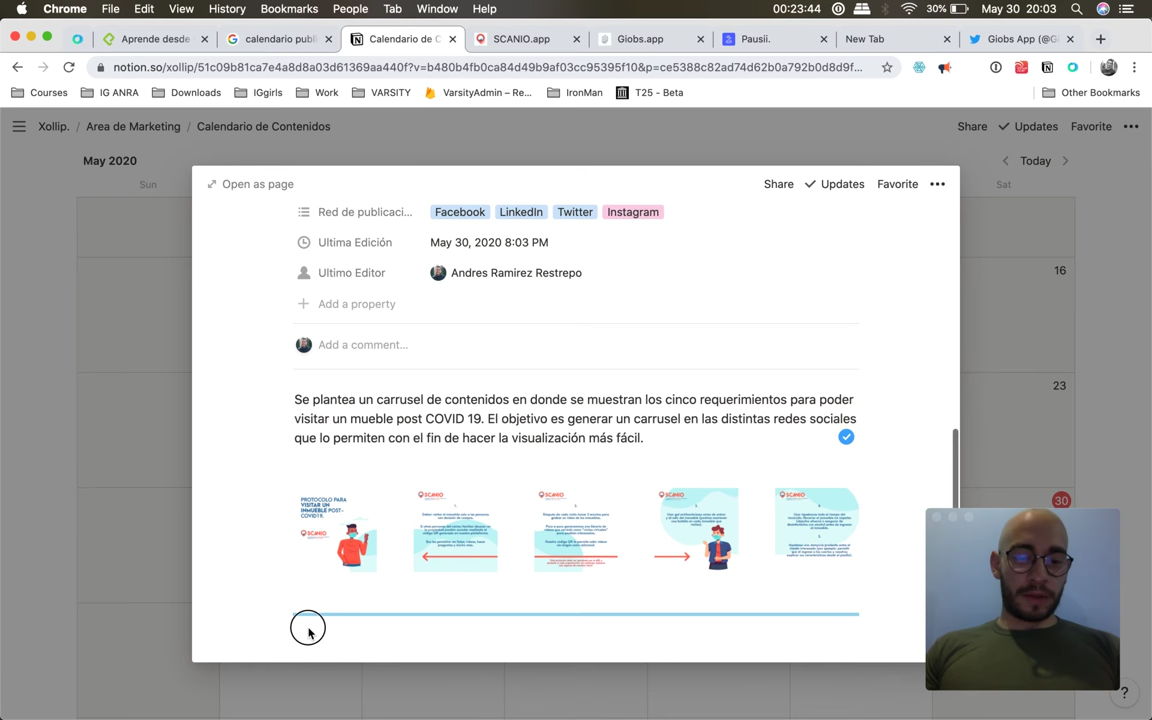 Chrome File Edit View History Bookmarks People Tab Window Help 00:23:44 30% May 30 20:03
Aprende desde calendario publ Calendario de C SCANIO.app Giobs.app Pausii. New Tab Giobs App (@G
notion.so/xollip/51c09b81ca7e4a8d8a03d61369aa440f?v=b480b4fb0ca84d49b9af03cc95395f10&p=ce5388c82ad74d62b0a792b0d8d9f...
Courses IG ANRA Downloads IGgirls Work VARSITY VarsityAdmin – Re... IronMan T25 - Beta Other Bookmarks
Xollip. / Area de Marketing / Calendario de Contenidos Share Updates Favorite
May 2020 Today
Sun Sat
Open as page Share Updates Favorite
Red de publicaci... Facebook LinkedIn Twitter Instagram
Ultima Edición May 30, 2020 8:03 PM
16
Ultimo Editor Andres Ramirez Restrepo
Add a property
Add a comment...
23
Se plantea un carrusel de contenidos en donde se muestran los cinco requerimientos para poder
visitar un mueble post COVID 19. El objetivo es generar un carrusel en las distintas redes sociales
que lo permiten con el fin de hacer la visualización más fácil.
30
PROTOCOLO PARA
VISITAR UN
INMUEBLE POST-
COVID19.
SCANIO
SCANIO
SCANIO
SCANIO
SCANIO
?